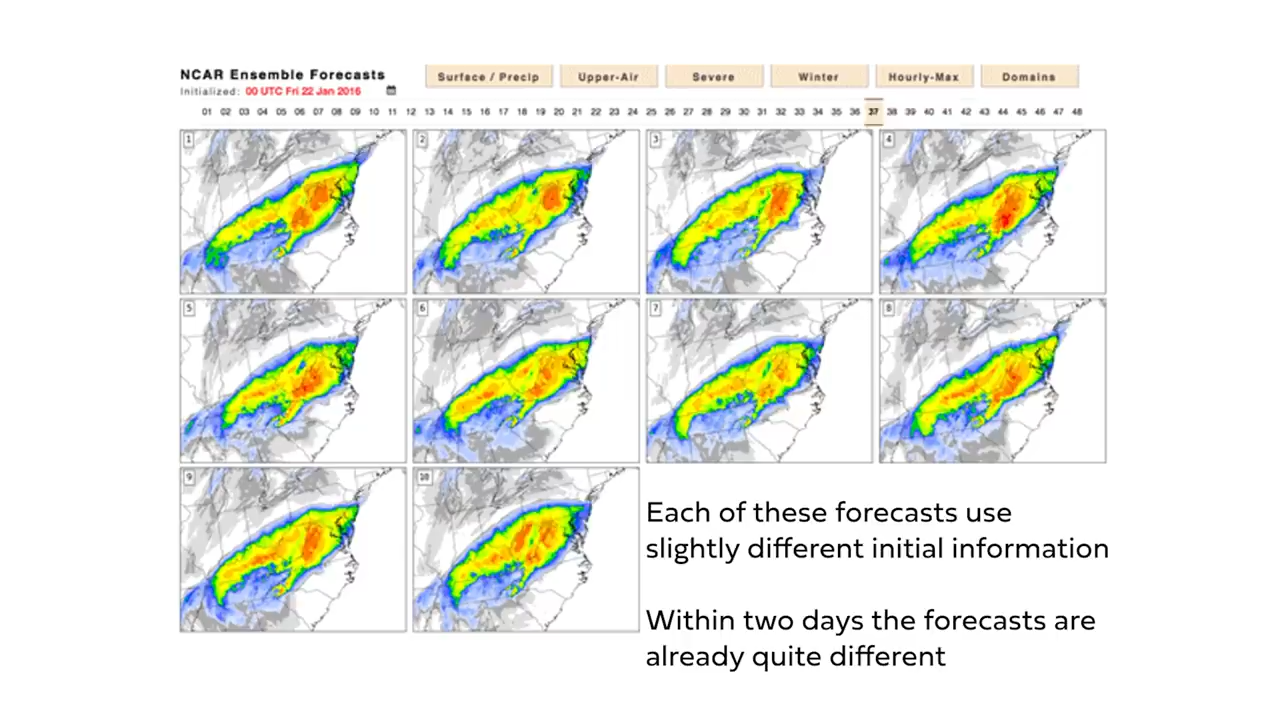 NCAR Ensemble Forecasts
Initialized: 00 UTC Fri 22 Jan 2016
Surface / Precip
Upper-Air
Severe
Winter
Hourly-Max
Domains
01 02 03 04 05 06 07 08 09 10 11 12 13 14 15 16 17 18 19 20 21 22 23 24 25 26 27 28 29 30 31 32 33 34 35 36 37 38 39 40 41 42 43 44 45 46 47 48
1
2
3
4
5
6
7
8
9
10
Each of these forecasts use
slightly different initial information
Within two days the forecasts are
already quite different